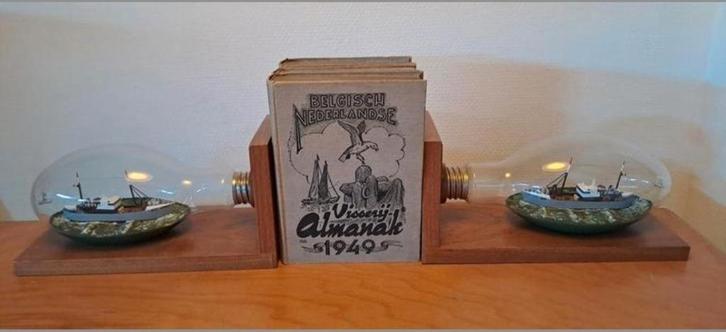 BELGISCH
NEDERLANDSE
Visserij-
Almanak
1949